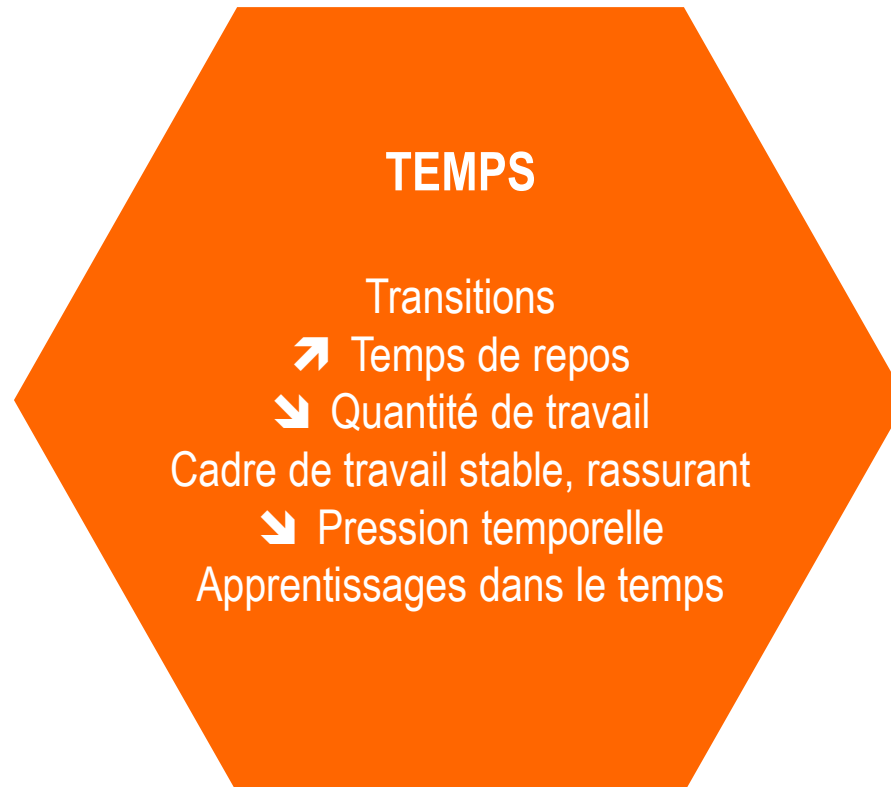 TEMPS
Transitions
↗ Temps de repos
↘ Quantité de travail
Cadre de travail stable, rassurant
↘ Pression temporelle
Apprentissages dans le temps